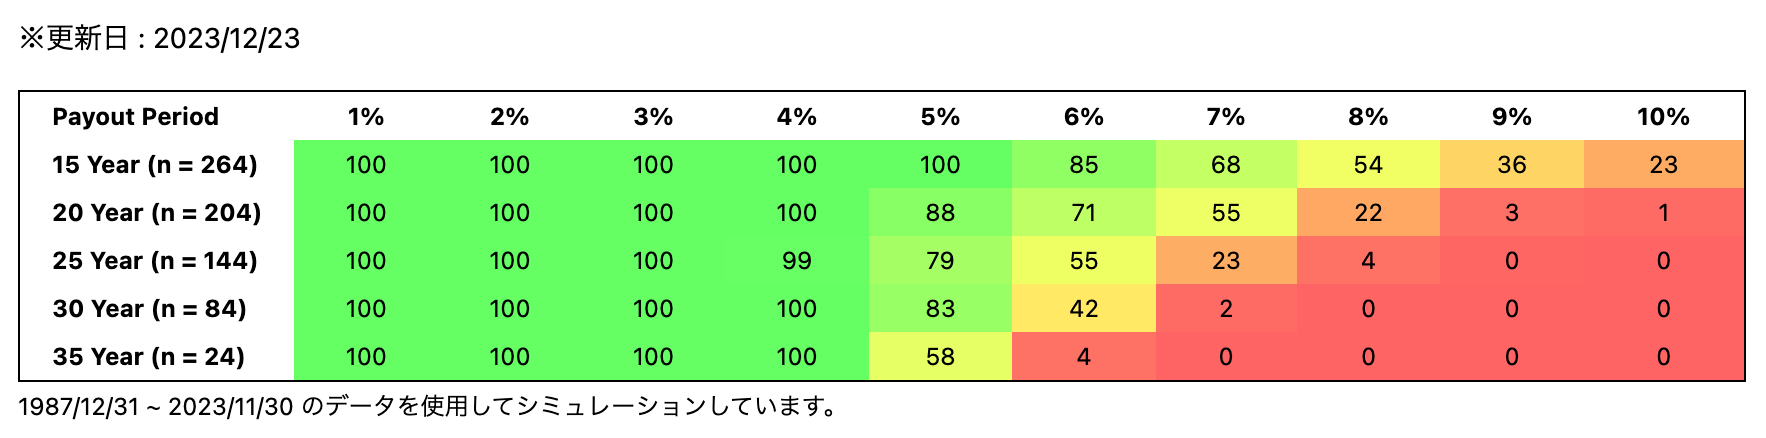 ※更新日 : 2023/12/23
Payout Period 1% 2% 3% 4% 5% 6% 7% 8% 9% 10%
15 Year (n = 264) 100 100 100 100 100 85 68 54 36 23
20 Year (n = 204) 100 100 100 100 88 71 55 22 3 1
25 Year (n = 144) 100 100 100 99 79 55 23 4 0 0
30 Year (n = 84) 100 100 100 100 83 42 2 0 0 0
35 Year (n = 24) 100 100 100 100 58 4 0 0 0 0
1987/12/31 ~ 2023/11/30 のデータを使用してシミュレーションしています。